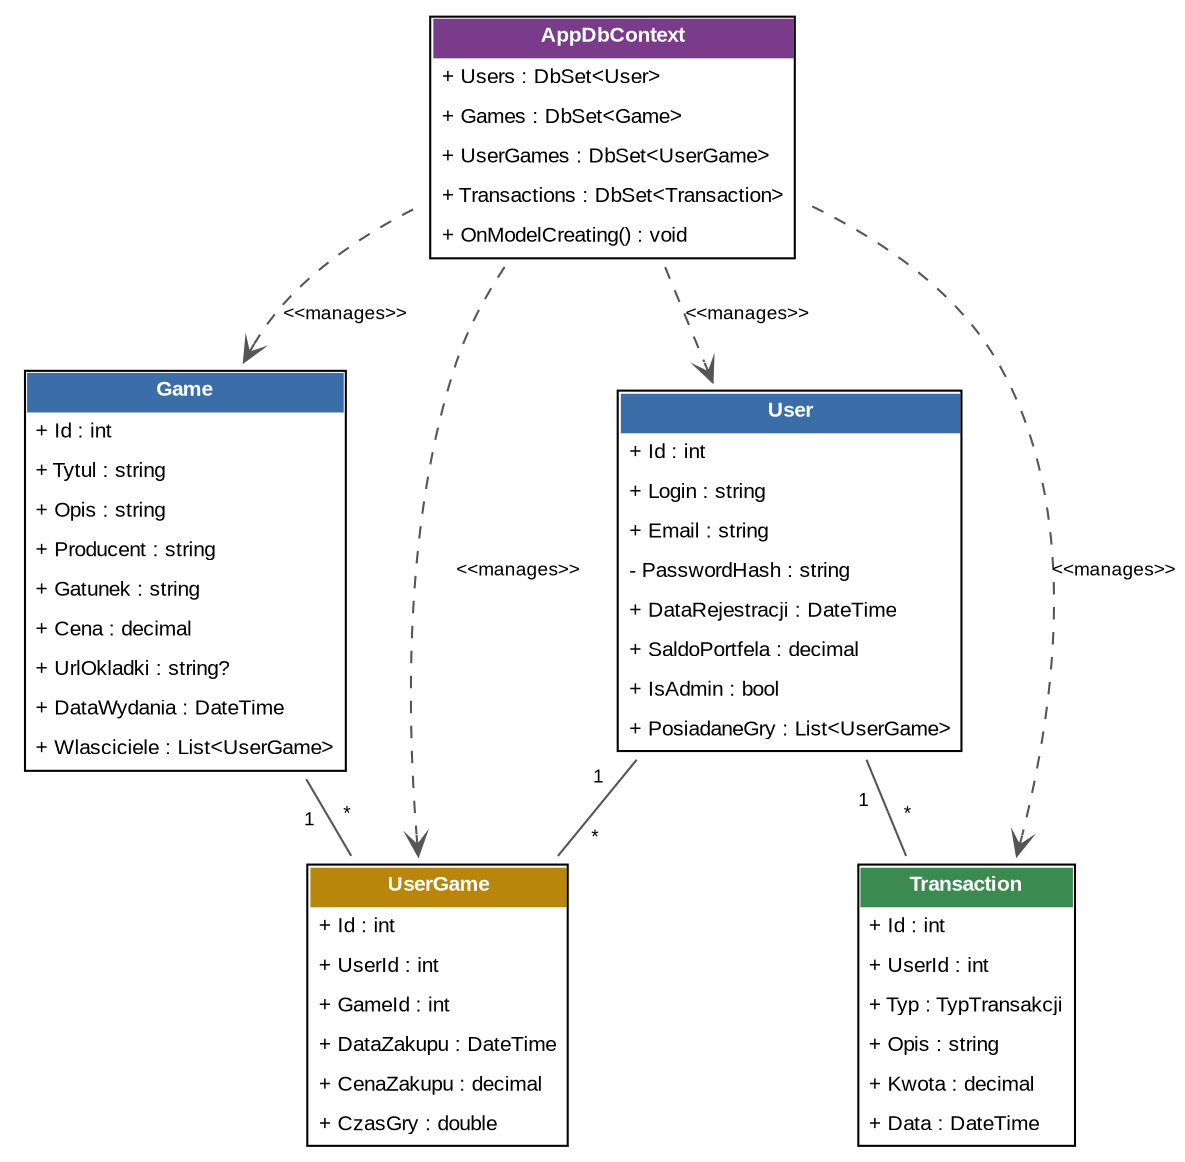 AppDbContext
+ Users : DbSet<User>
+ Games : DbSet<Game>
+ UserGames : DbSet<UserGame>
+ Transactions : DbSet<Transaction>
+ OnModelCreating() : void
<<manages>>
<<manages>>
<<manages>>
<<manages>>
Game
+ Id : int
+ Tytul : string
+ Opis : string
+ Producent : string
+ Gatunek : string
+ Cena : decimal
+ UrlOkladki : string?
+ DataWydania : DateTime
+ Wlasciciele : List<UserGame>
User
+ Id : int
+ Login : string
+ Email : string
- PasswordHash : string
+ DataRejestracji : DateTime
+ SaldoPortfela : decimal
+ IsAdmin : bool
+ PosiadaneGry : List<UserGame>
1
*
1
*
1
*
UserGame
+ Id : int
+ UserId : int
+ GameId : int
+ DataZakupu : DateTime
+ CenaZakupu : decimal
+ CzasGry : double
Transaction
+ Id : int
+ UserId : int
+ Typ : TypTransakcji
+ Opis : string
+ Kwota : decimal
+ Data : DateTime